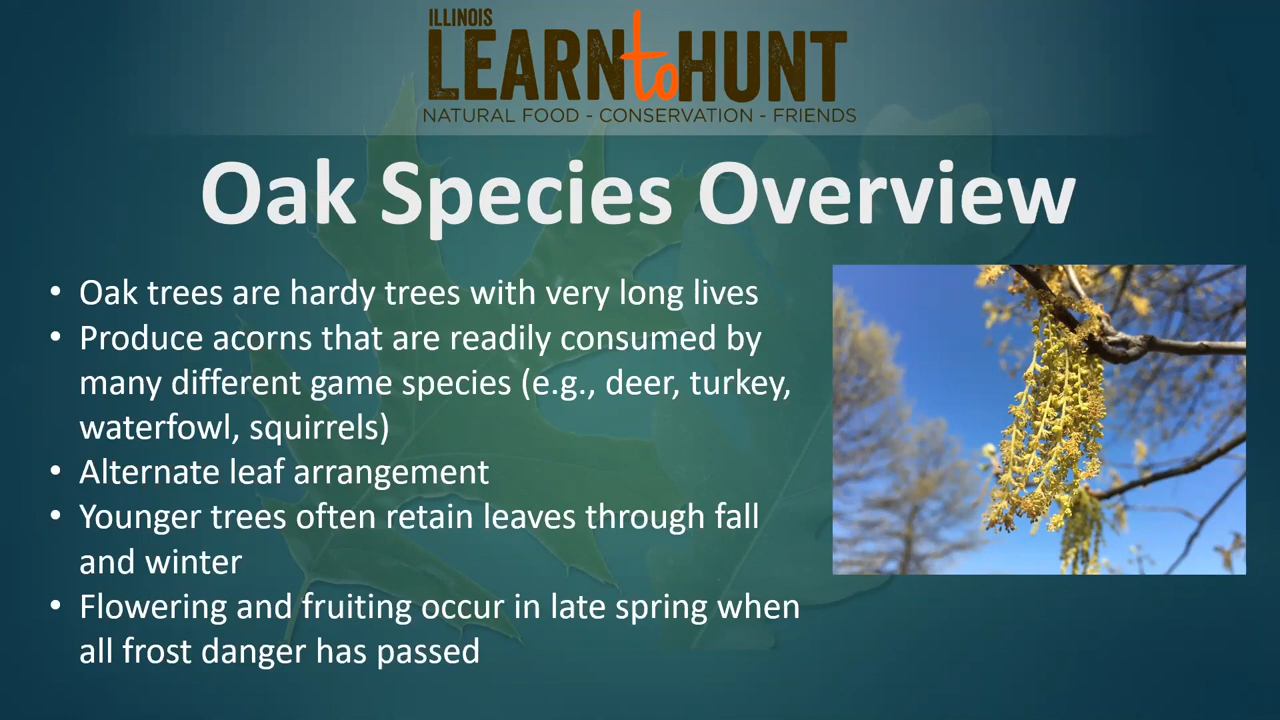 ILLINOIS
LEARN to HUNT
NATURAL FOOD - CONSERVATION - FRIENDS
Oak Species Overview
• Oak trees are hardy trees with very long lives
• Produce acorns that are readily consumed by
many different game species (e.g., deer, turkey,
waterfowl, squirrels)
• Alternate leaf arrangement
• Younger trees often retain leaves through fall
and winter
• Flowering and fruiting occur in late spring when
all frost danger has passed